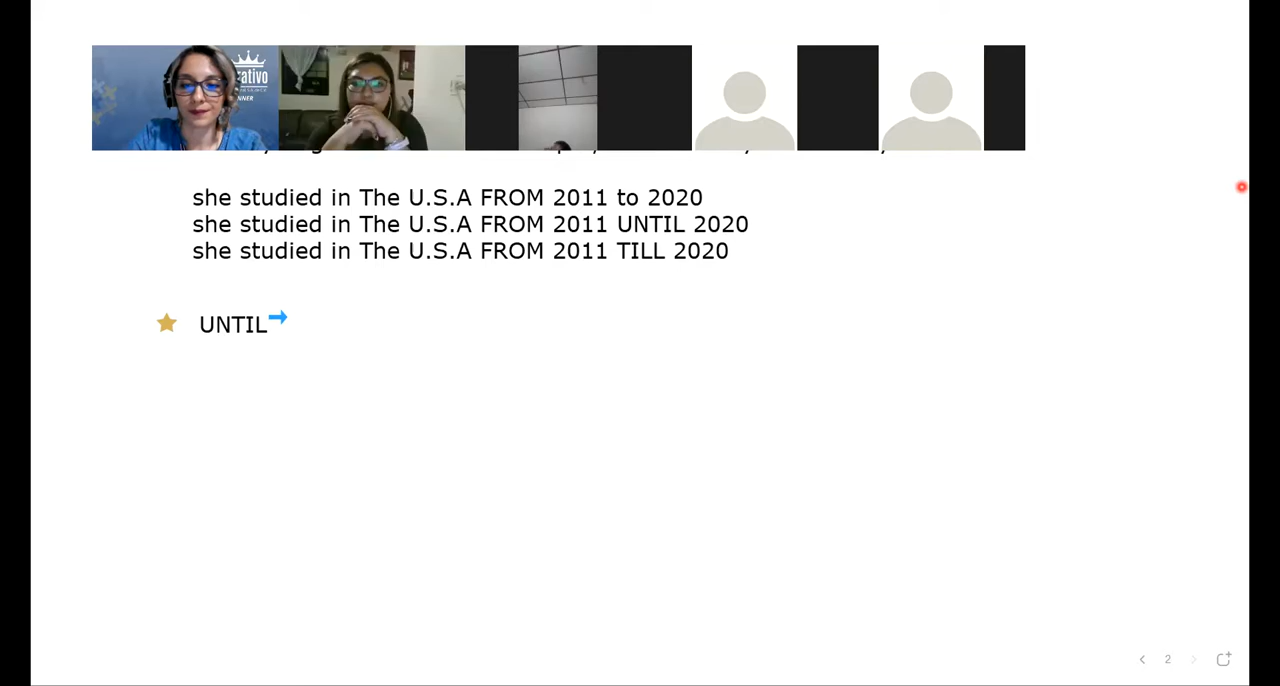 NNER
she studied in The U.S.A FROM 2011 to 2020
she studied in The U.S.A FROM 2011 UNTIL 2020
she studied in The U.S.A FROM 2011 TILL 2020
UNTIL
2